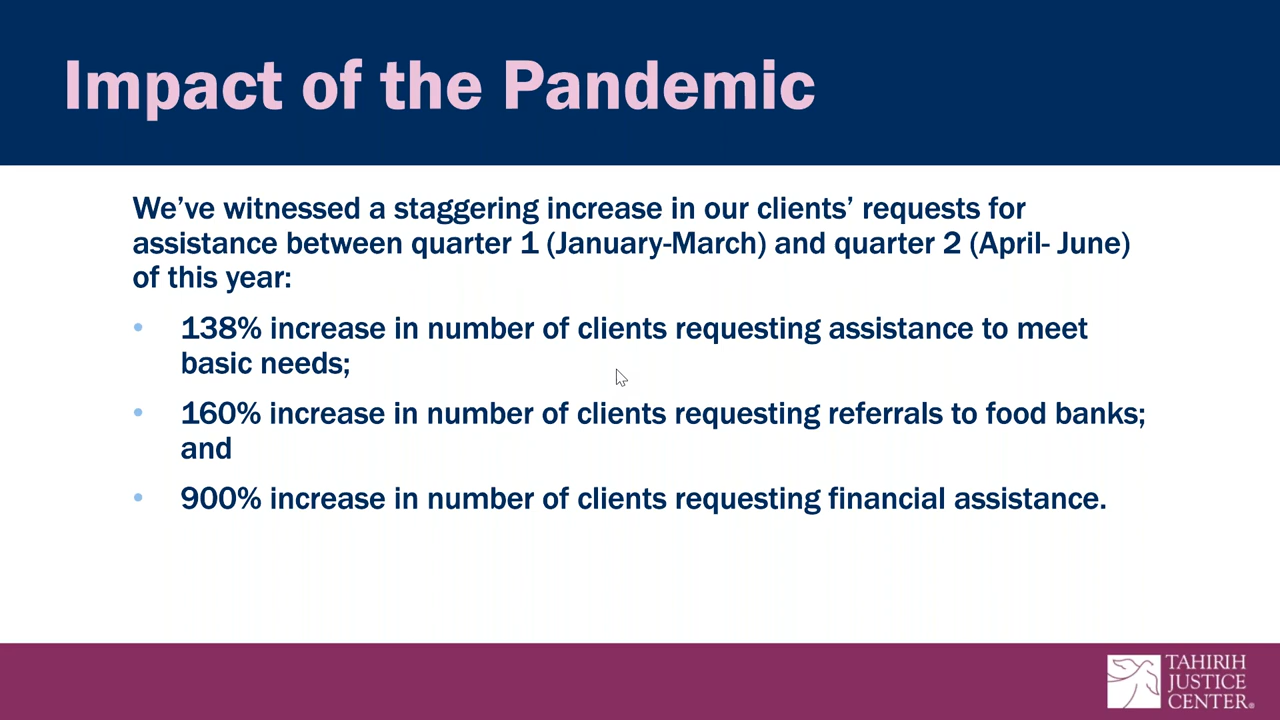 Impact of the Pandemic
We’ve witnessed a staggering increase in our clients’ requests for
assistance between quarter 1 (January-March) and quarter 2 (April- June)
of this year:
• 138% increase in number of clients requesting assistance to meet
basic needs;
• 160% increase in number of clients requesting referrals to food banks;
and
• 900% increase in number of clients requesting financial assistance.
TAHIRIH
JUSTICE
CENTER®